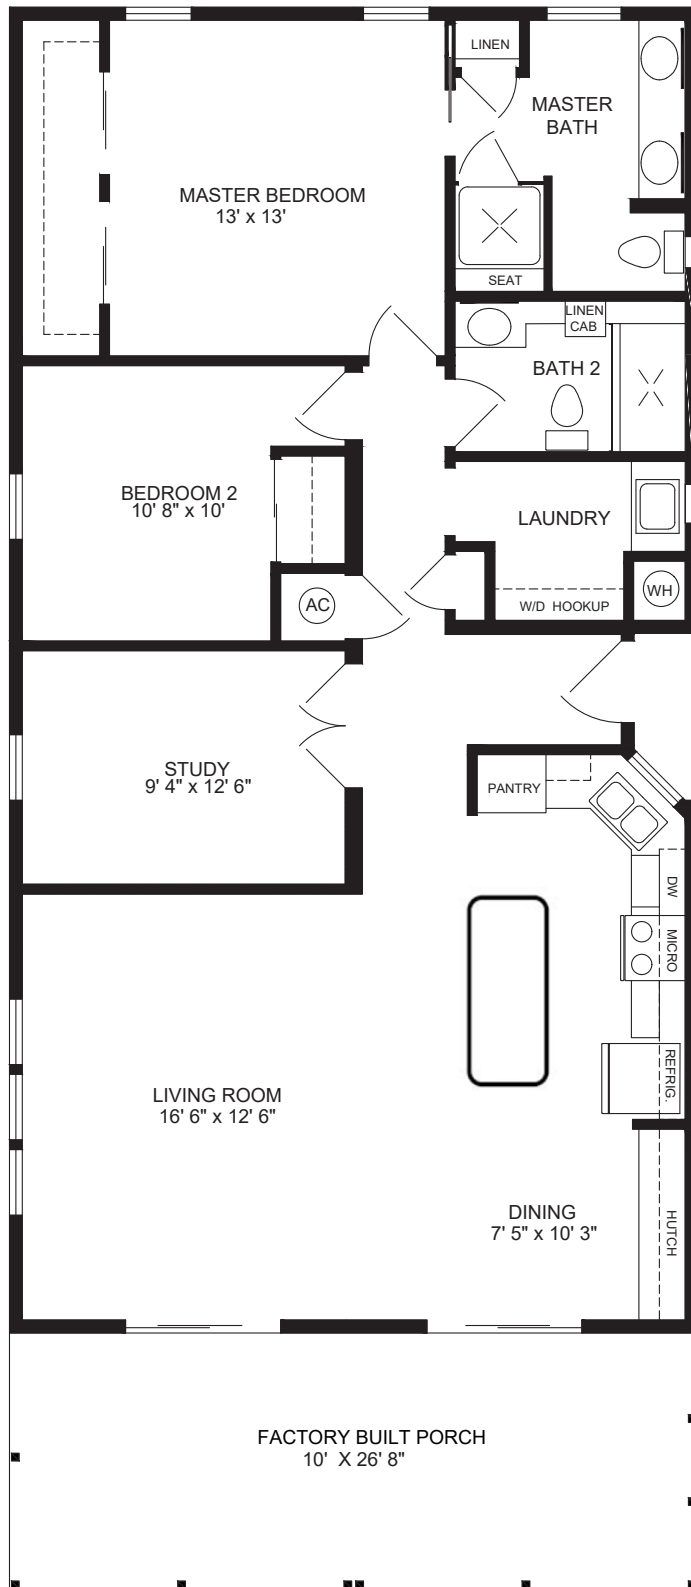 LINEN
MASTER
BATH
MASTER BEDROOM
13' x 13'
SEAT
LINEN
CAB
BATH 2
BEDROOM 2
10' 8" x 10'
LAUNDRY
AC
W/D HOOKUP
WH
STUDY
9' 4" x 12' 6"
PANTRY
DW
MICRO
REFRIG.
LIVING ROOM
16' 6" x 12' 6"
DINING
7' 5" x 10' 3"
HUTCH
FACTORY BUILT PORCH
10' X 26' 8"